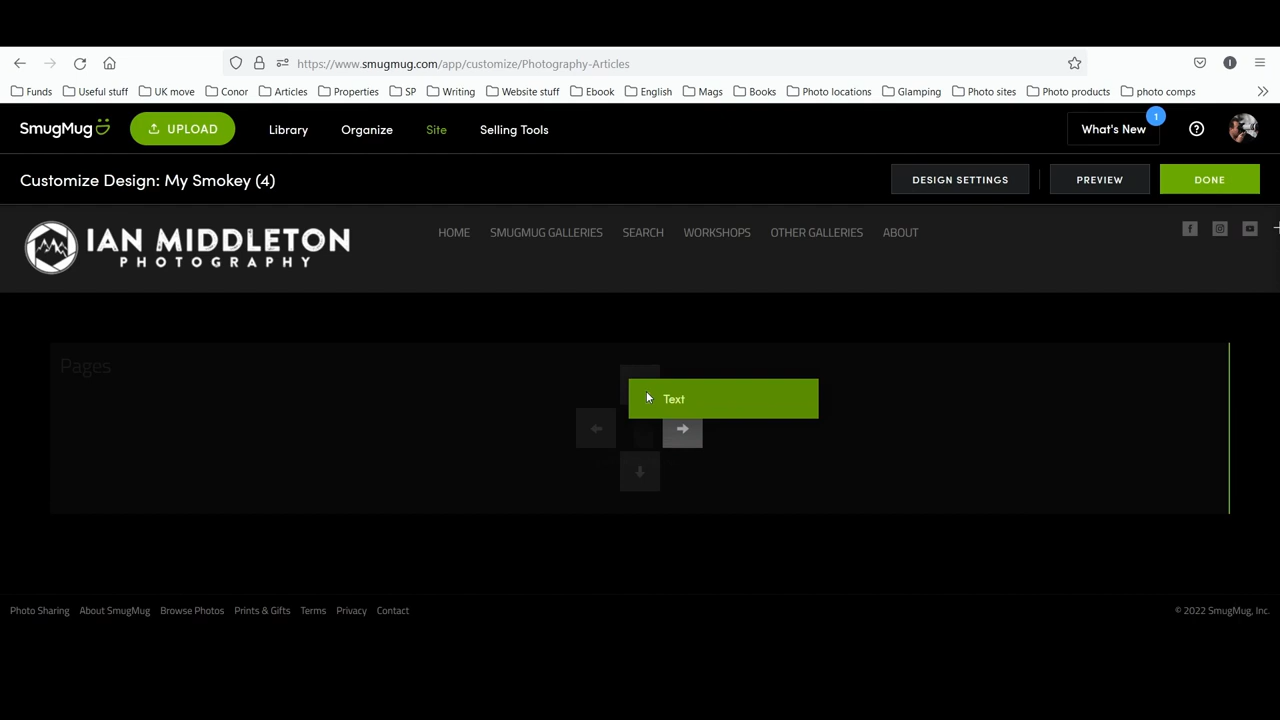 https://www.smugmug.com/app/customize/Photography-Articles
Funds Useful stuff UK move Conor Articles Properties SP Writing Website stuff Ebook English Mags Books Photo locations Glamping Photo sites Photo products photo comps
SmugMug UPLOAD Library Organize Site Selling Tools What's New 1
Customize Design: My Smokey (4) DESIGN SETTINGS PREVIEW DONE
IAN MIDDLETON
PHOTOGRAPHY
HOME SMUGMUG GALLERIES SEARCH WORKSHOPS OTHER GALLERIES ABOUT
Pages
Text
Photo Sharing About SmugMug Browse Photos Prints & Gifts Terms Privacy Contact © 2022 SmugMug, Inc.